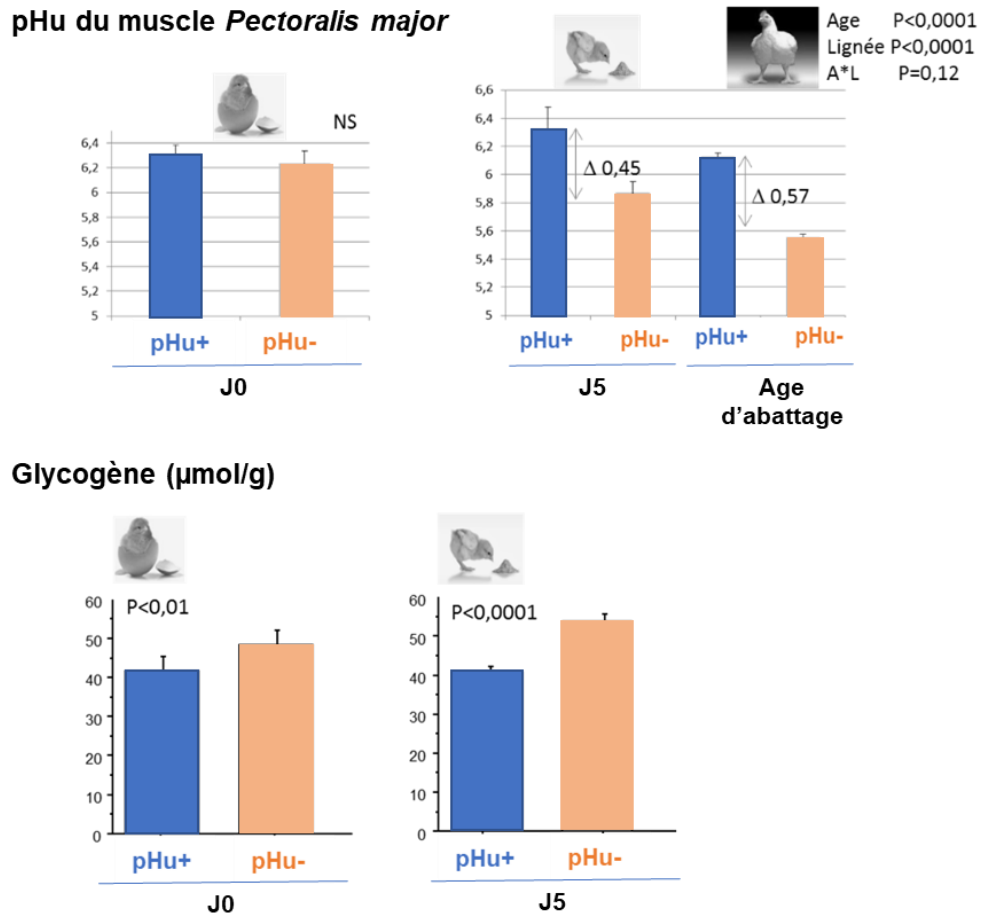 pHu du muscle Pectoralis major
Age P<0,0001
Lignée P<0,0001
A*L P=0,12
NS
6,4
6,2
6
5,8
5,6
5,4
5,2
5
pHu+ pHu-
J0
6,6
6,4
6,2
6
5,8
5,6
5,4
5,2
5
Δ 0,45
Δ 0,57
pHu+ pHu- pHu+ pHu-
J5
Age
d'abattage
Glycogène (µmol/g)
P<0,01
60
50
40
30
20
10
0
pHu+ pHu-
J0
P<0,0001
60
50
40
30
20
10
0
pHu+ pHu-
J5